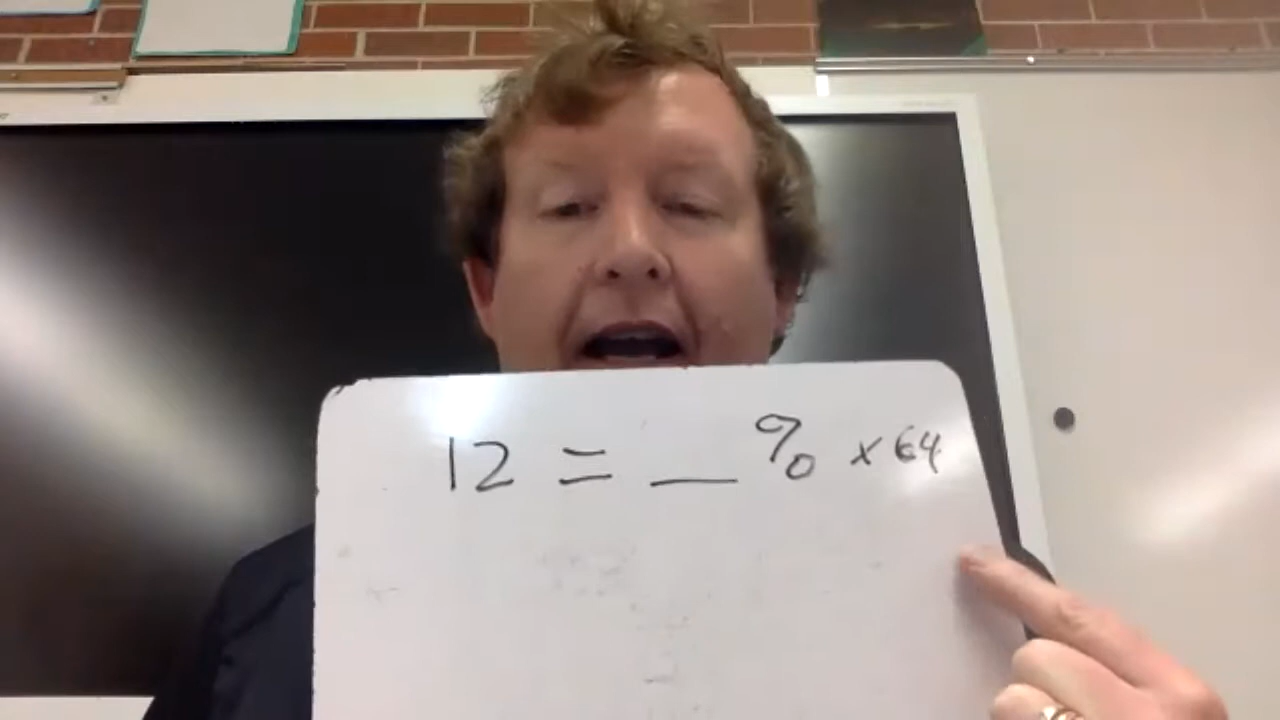 12 = __ % x 64